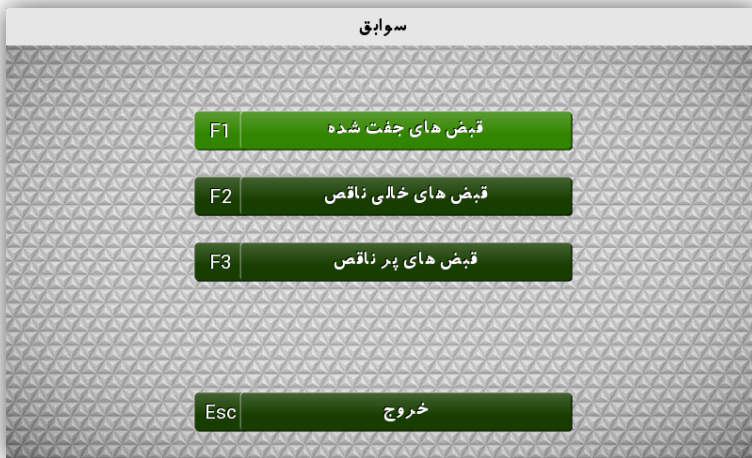 سوابق
F1 قبض های جفت شده
F2 قبض های خالی ناقص
F3 قبض های پر ناقص
Esc خروج